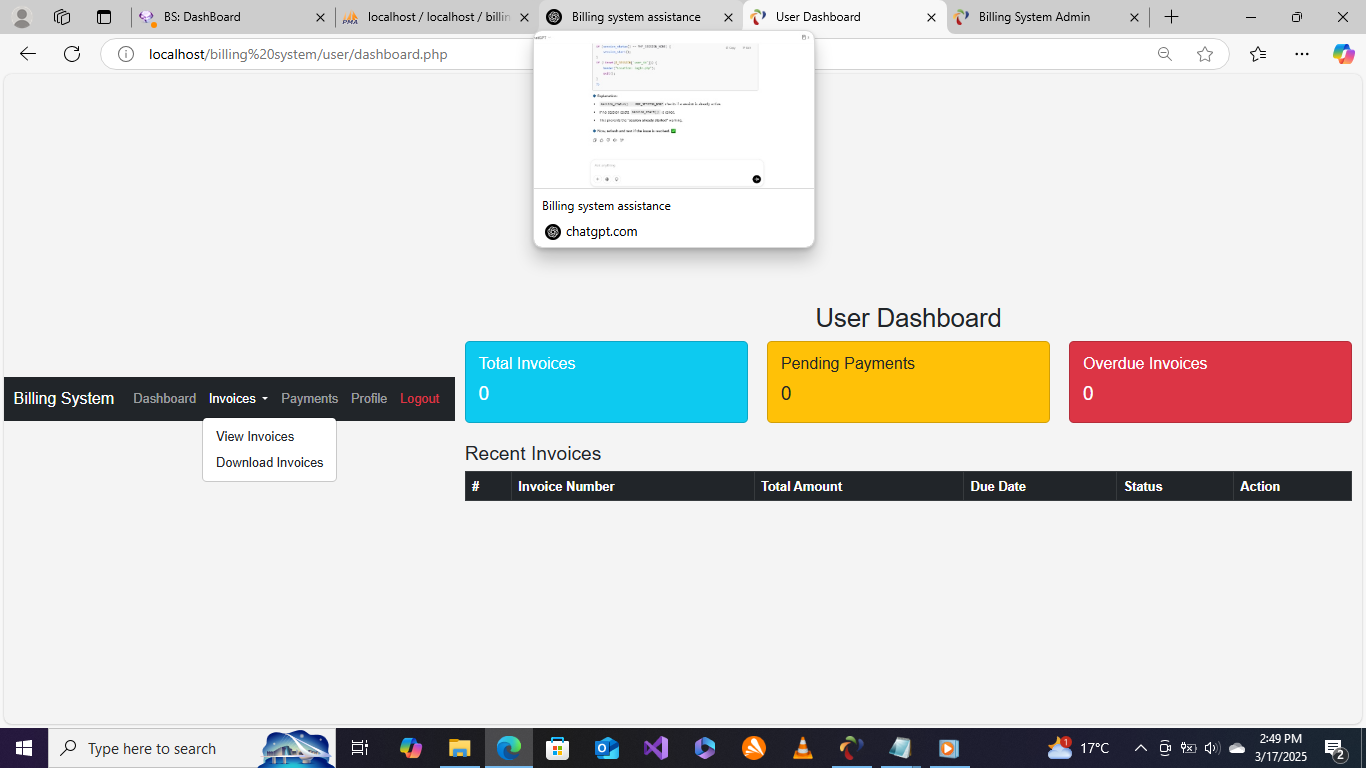 BS: DashBoard
localhost / localhost / billin
Billing system assistance
User Dashboard
Billing System Admin
localhost/billing%20system/user/dashboard.php
Billing system assistance
chatgpt.com
User Dashboard
Total Invoices
0
Pending Payments
0
Overdue Invoices
0
Billing System Dashboard Invoices Payments Profile Logout
View Invoices
Download Invoices
Recent Invoices
# Invoice Number Total Amount Due Date Status Action
Type here to search
1
17°C
2:49 PM
3/17/2025
2